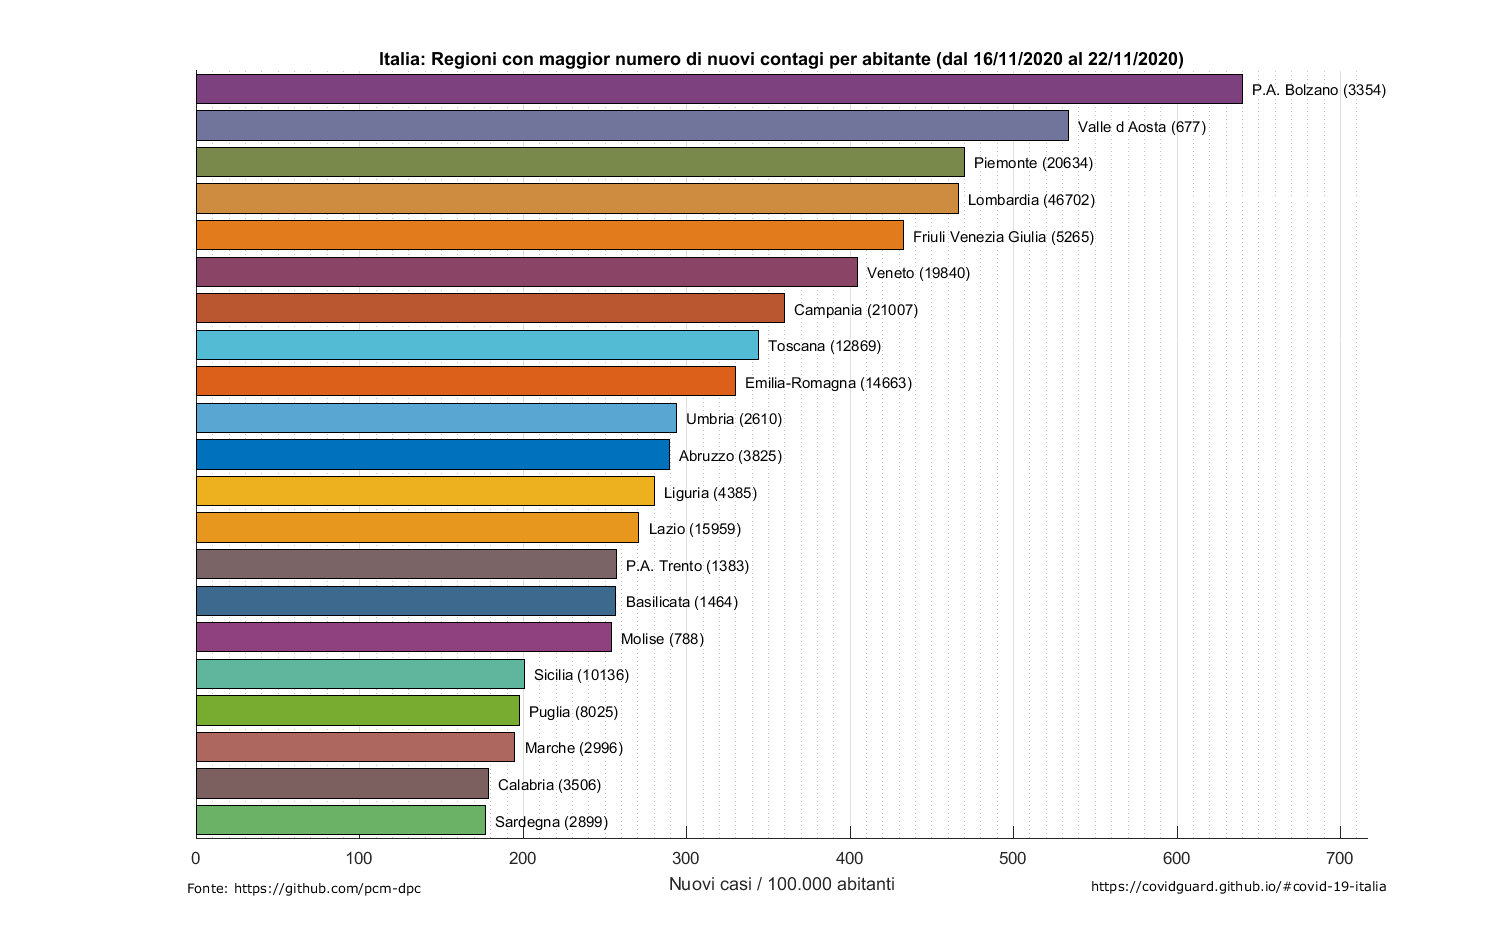 Italia: Regioni con maggior numero di nuovi contagi per abitante (dal 16/11/2020 al 22/11/2020)
P.A. Bolzano (3354)
Valle d Aosta (677)
Piemonte (20634)
Lombardia (46702)
Friuli Venezia Giulia (5265)
Veneto (19840)
Campania (21007)
Toscana (12869)
Emilia-Romagna (14663)
Umbria (2610)
Abruzzo (3825)
Liguria (4385)
Lazio (15959)
P.A. Trento (1383)
Basilicata (1464)
Molise (788)
Sicilia (10136)
Puglia (8025)
Marche (2996)
Calabria (3506)
Sardegna (2899)
0 100 200 300 400 500 600 700
Nuovi casi / 100.000 abitanti
Fonte: https://github.com/pcm-dpc
https://covidguard.github.io/#covid-19-italia